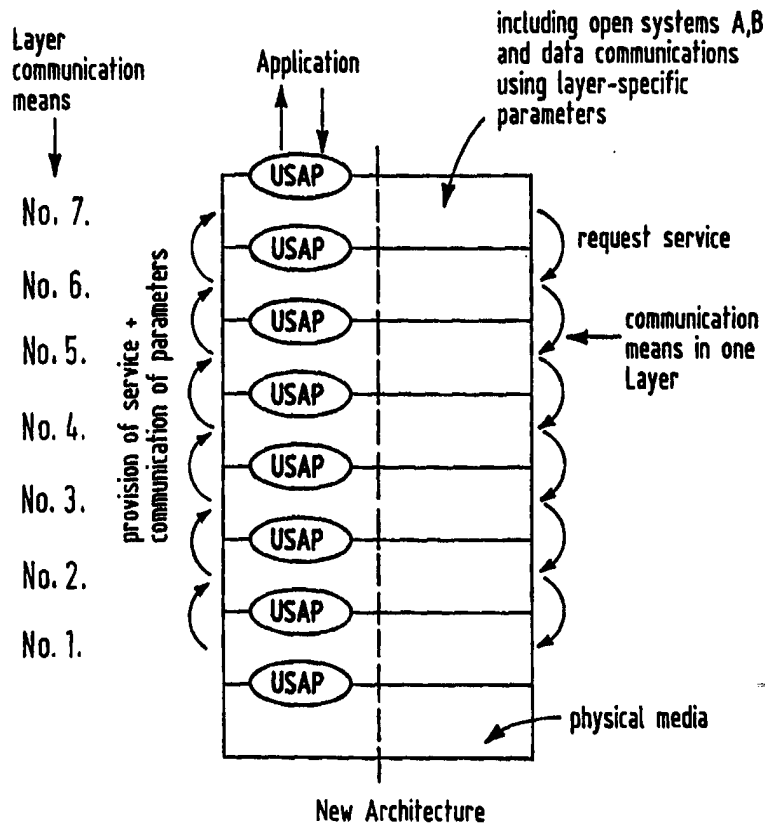 Layer
communication
means
Application
including open systems A,B
and data communications
using layer-specific
parameters
No. 7.
No. 6.
No. 5.
No. 4.
No. 3.
No. 2.
No. 1.
provision of service +
communication of parameters
USAP
USAP
USAP
USAP
USAP
USAP
USAP
USAP
request service
communication
means in one
Layer
physical media
New Architecture